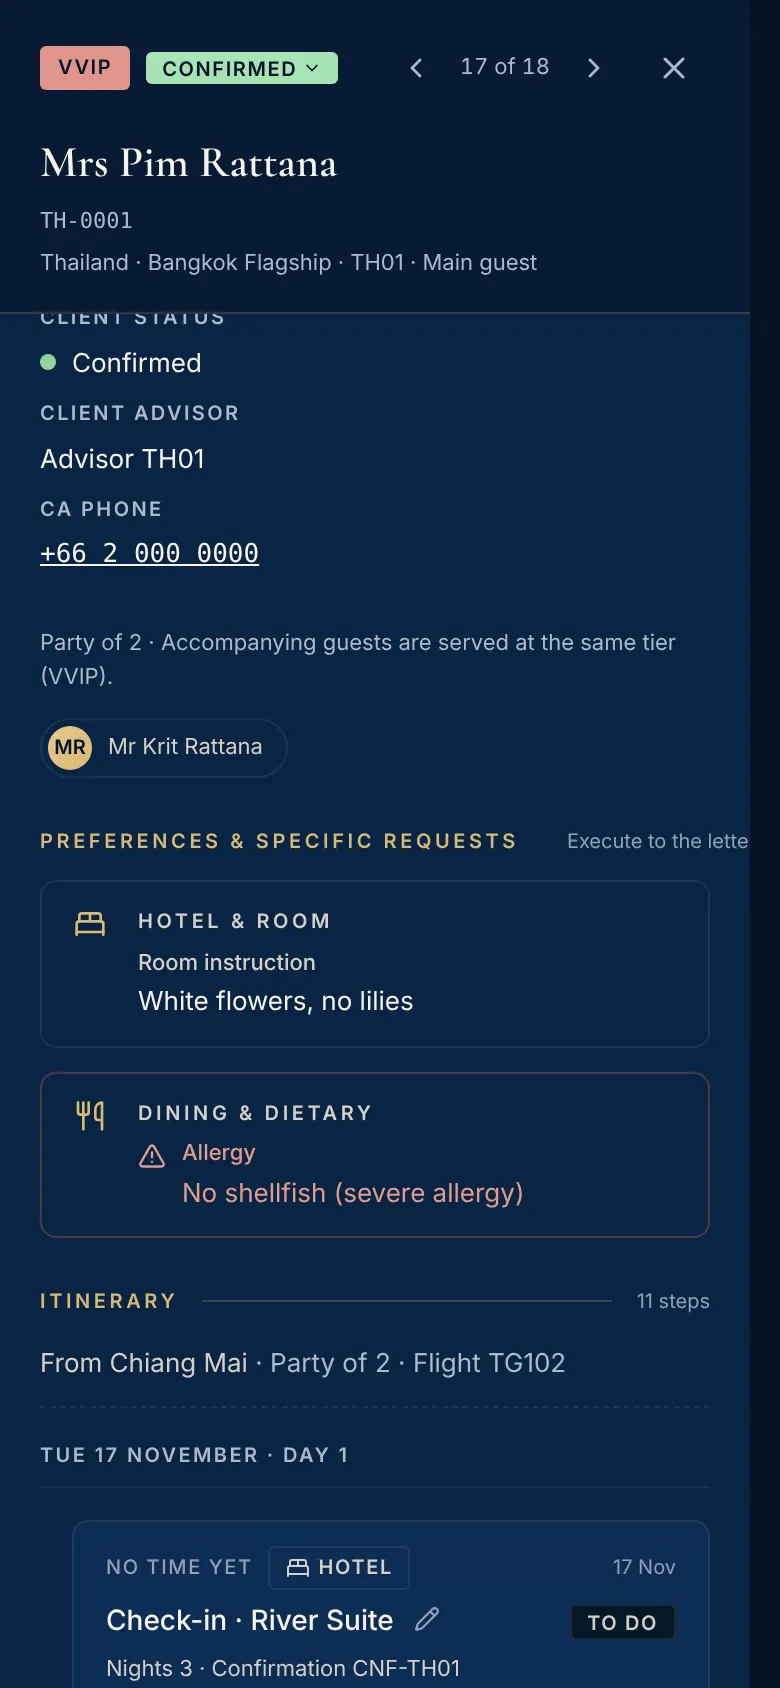 VVIP
CONFIRMED
17 of 18
Mrs Pim Rattana
TH-0001
Thailand · Bangkok Flagship · TH01 · Main guest
CLIENT STATUS
Confirmed
CLIENT ADVISOR
Advisor TH01
CA PHONE
+66 2 000 0000
Party of 2 · Accompanying guests are served at the same tier
(VVIP).
MR Mr Krit Rattana
PREFERENCES & SPECIFIC REQUESTS Execute to the lette
HOTEL & ROOM
Room instruction
White flowers, no lilies
DINING & DIETARY
Allergy
No shellfish (severe allergy)
ITINERARY 11 steps
From Chiang Mai · Party of 2 · Flight TG102
TUE 17 NOVEMBER · DAY 1
NO TIME YET HOTEL 17 Nov
Check-in · River Suite TO DO
Nights 3 · Confirmation CNF-TH01